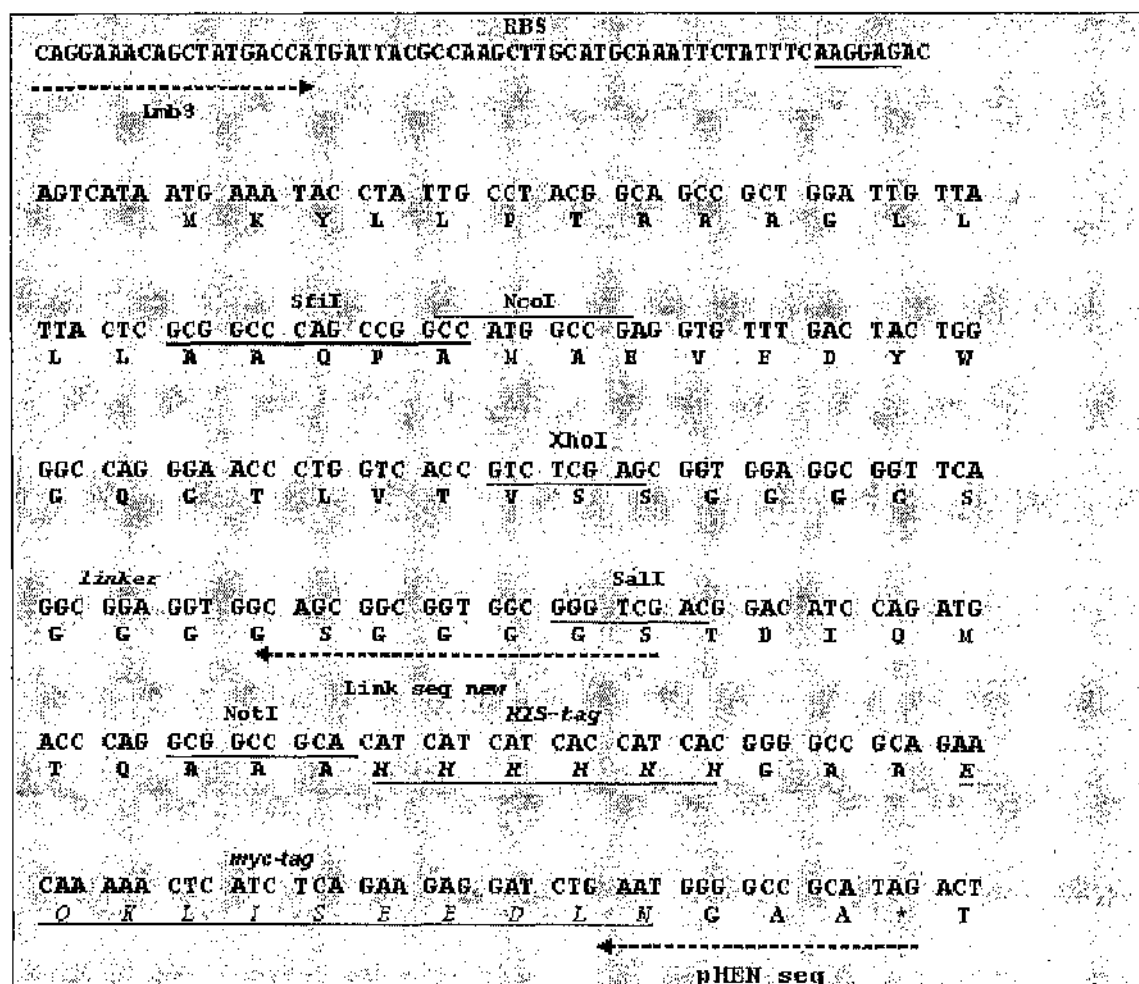 RBS
CAGGAAACAGCTATGACCATGATTACGCCAAGCTTGCATGCAAATTCTATTTCAAGGAGAC
Lmb3
AGTCATA ATG AAA TAC CTA TTG CCT ACG GCA GCC GCT GGA TTG TTA
M K Y L L P T A A A G L L
SfiI NcoI
TTA CTC GCG GCC CAG CCG GCC ATG GCC GAG GTG TTT GAC TAC TGG
L L A A Q P A M A E V F D Y W
XhoI
GGC CAG GGA ACC CTG GTC ACC GTC TCG AGC GGT GGA GGC GGT TCA
G Q G T L V T V S S G G G G S
linker SalI
GGC GGA GGT GGC AGC GGC GGT GGC GGG TCG ACG GAC ATC CAG ATG
G G G G S G G G G S T D I Q M
Link seq new
NotI HIS-tag
ACC CAG GCG GCC GCA CAT CAT CAT CAC CAT CAC GGG GCC GCA GAA
T Q A A A H H H H H H G A A E
myc-tag
CAA AAA CTC ATC TCA GAA GAG GAT CTG AAT GGG GCC GCA TAG ACT
Q K L I S E E D L N G A A * T
pHEN seq